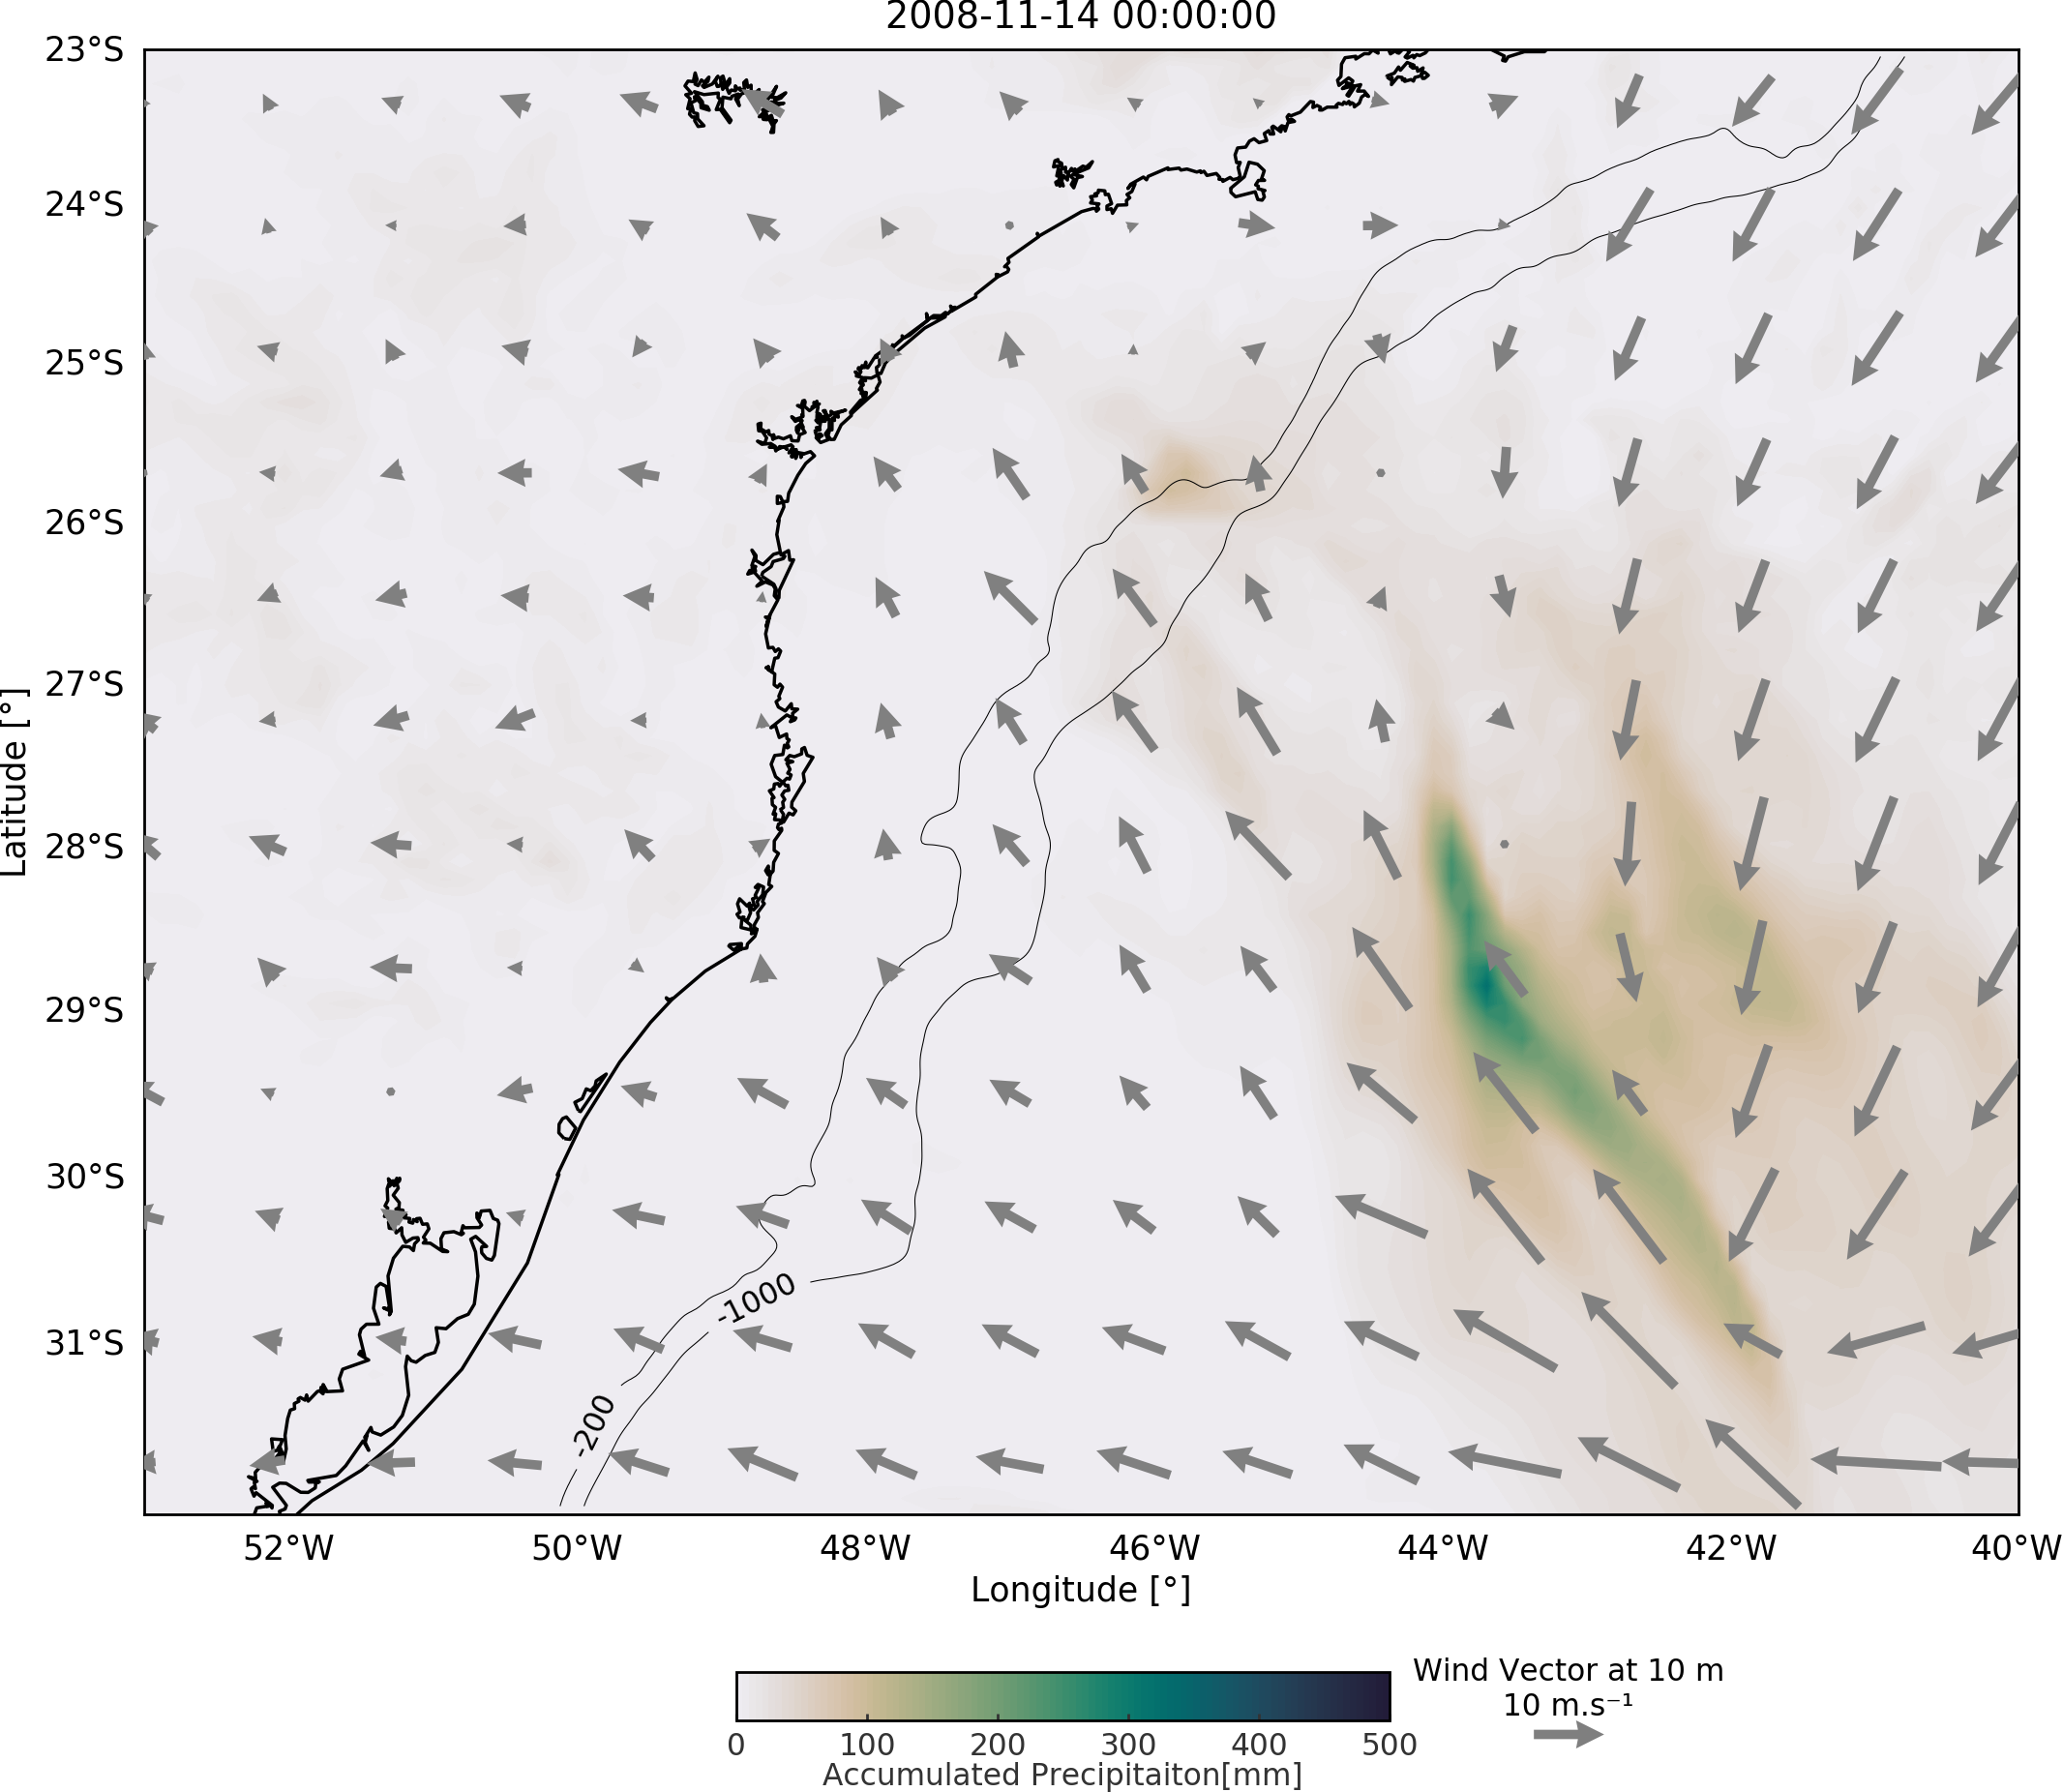 2008-11-14 00:00:00
23°S
24°S
25°S
26°S
27°S
28°S
29°S
30°S
31°S
Latitude [°]
-1000
-200
52°W 50°W 48°W 46°W 44°W 42°W 40°W
Longitude [°]
Wind Vector at 10 m
10 m.s⁻¹
0 100 200 300 400 500
Accumulated Precipitaiton[mm]